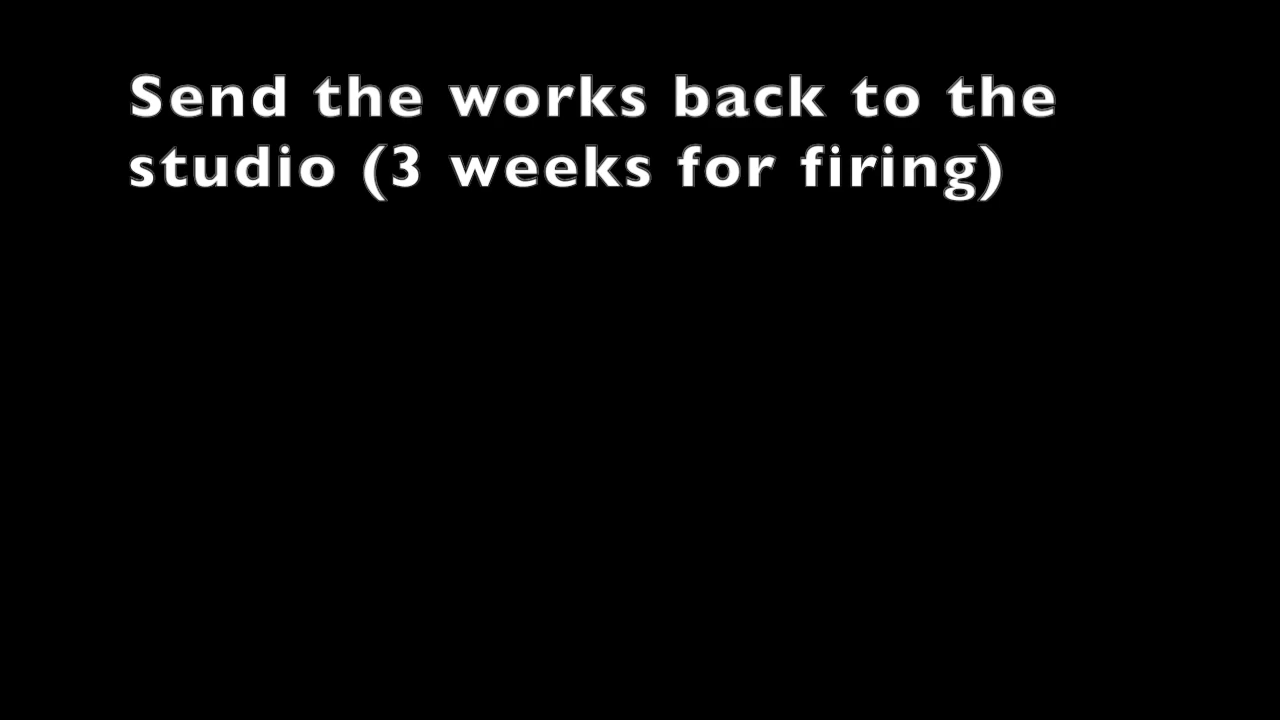 Send the works back to the
studio (3 weeks for firing)